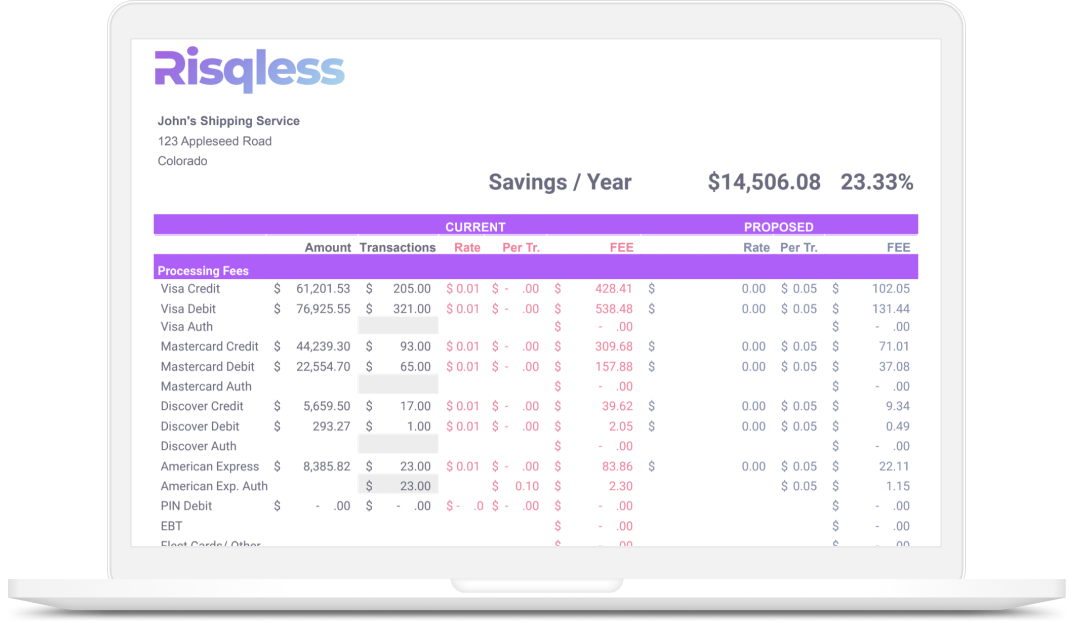 Risqless
John's Shipping Service
123 Appleseed Road
Colorado
Savings / Year $14,506.08 23.33%
CURRENT PROPOSED
Amount Transactions Rate Per Tr. FEE Rate Per Tr. FEE
Processing Fees
Visa Credit $ 61,201.53 $ 205.00 $ 0.01 $ - .00 $ 428.41 $ 0.00 $ 0.05 $ 102.05
Visa Debit $ 76,925.55 $ 321.00 $ 0.01 $ - .00 $ 538.48 $ 0.00 $ 0.05 $ 131.44
Visa Auth $ - .00 $ - .00
Mastercard Credit $ 44,239.30 $ 93.00 $ 0.01 $ - .00 $ 309.68 $ 0.00 $ 0.05 $ 71.01
Mastercard Debit $ 22,554.70 $ 65.00 $ 0.01 $ - .00 $ 157.88 $ 0.00 $ 0.05 $ 37.08
Mastercard Auth $ - .00 $ - .00
Discover Credit $ 5,659.50 $ 17.00 $ 0.01 $ - .00 $ 39.62 $ 0.00 $ 0.05 $ 9.34
Discover Debit $ 293.27 $ 1.00 $ 0.01 $ - .00 $ 2.05 $ 0.00 $ 0.05 $ 0.49
Discover Auth $ - .00 $ - .00
American Express $ 8,385.82 $ 23.00 $ 0.01 $ - .00 $ 83.86 $ 0.00 $ 0.05 $ 22.11
American Exp. Auth $ 23.00 $ 0.10 $ 2.30 $ 0.05 $ 1.15
PIN Debit $ - .00 $ - .00 $ - .0 $ - .00 $ - .00 $ - .00
EBT $ - .00 $ - .00
Fleet Cards/ Other $ - .00 $ - .00